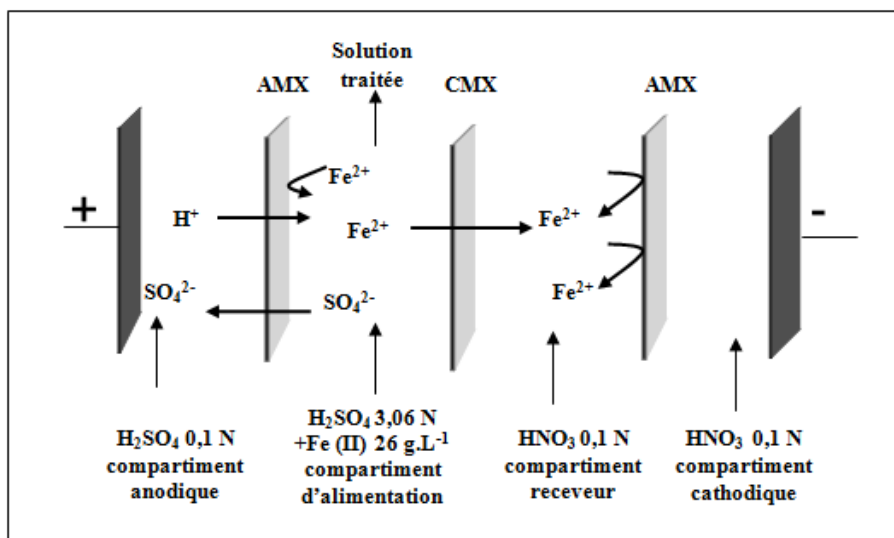 Solution
traitée
AMX
CMX
AMX
Fe²⁺
+
H⁺
Fe²⁺
Fe²⁺
-
SO₄²⁻
SO₄²⁻
Fe²⁺
H₂SO₄ 0,1 N
compartiment
anodique
H₂SO₄ 3,06 N
+Fe (II) 26 g.L⁻¹
compartiment
d'alimentation
HNO₃ 0,1 N
compartiment
receveur
HNO₃ 0,1 N
compartiment
cathodique